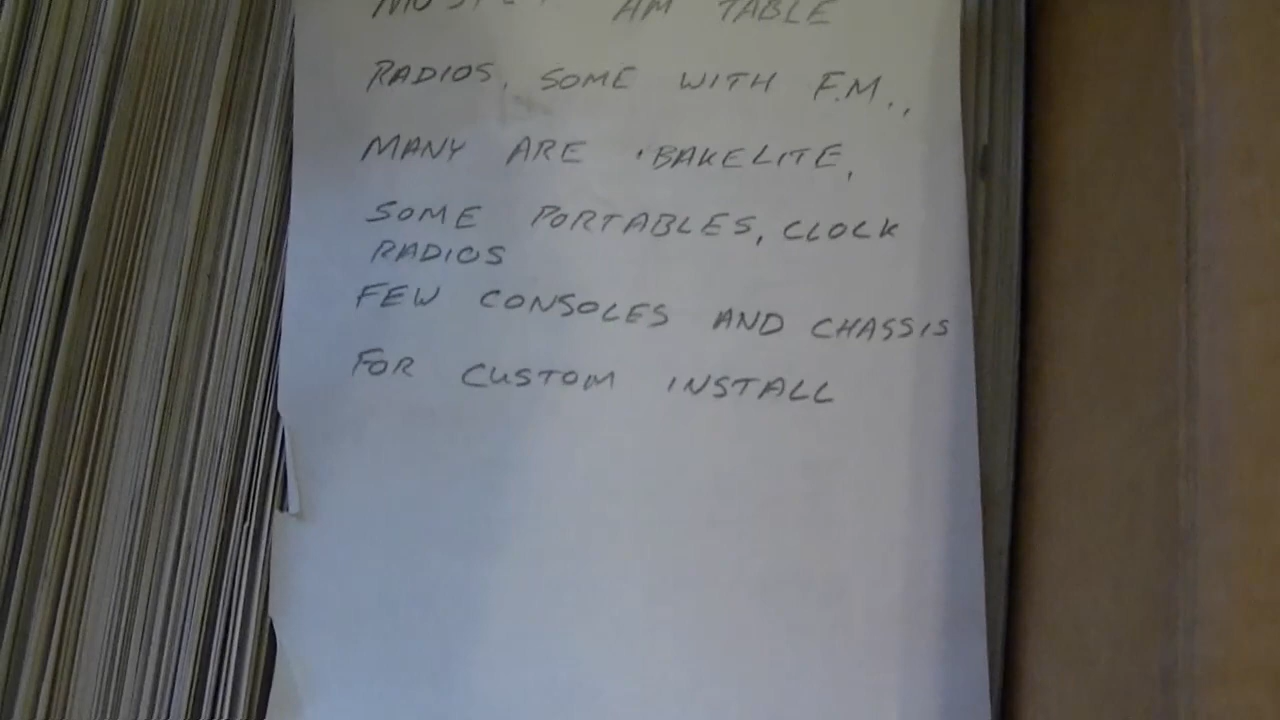 AM TABLE
RADIOS, SOME WITH F.M.,
MANY ARE BAKELITE,
SOME PORTABLES, CLOCK
RADIOS
FEW CONSOLES AND CHASSIS
FOR CUSTOM INSTALL